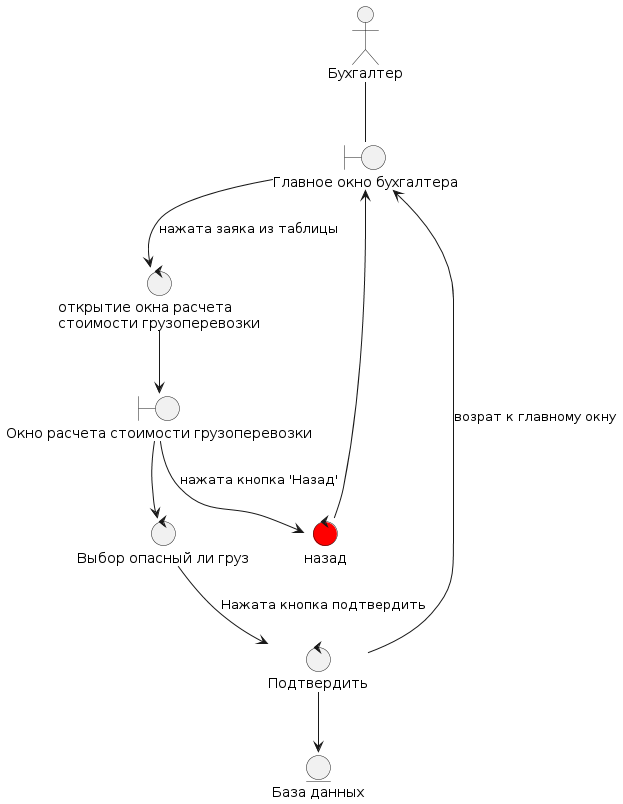 Бухгалтер
Главное окно бухгалтера
нажата заяка из таблицы
открытие окна расчета
стоимости грузоперевозки
возрат к главному окну
Окно расчета стоимости грузоперевозки
нажата кнопка 'Назад'
Выбор опасный ли груз
назад
Нажата кнопка подтвердить
Подтвердить
База данных